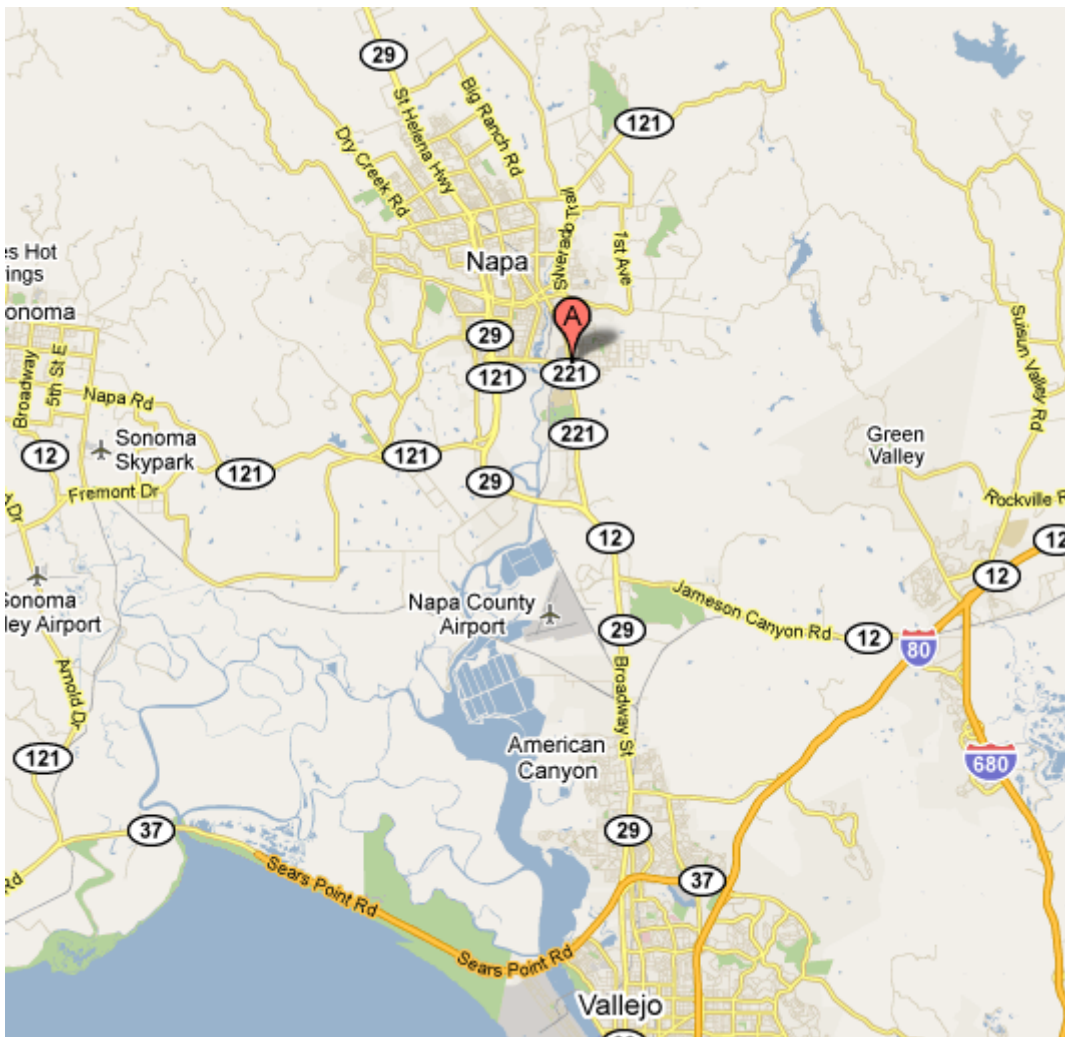 29
121
Big Ranch Rd
St Helena Hwy
Dry Creek Rd
Silverado Trail
1st Ave
es Hot
rings
Napa
onoma
A
29
Suisun Valley Rd
Broadway
5th St E
121
221
Napa Rd
221
Green
Valley
Sonoma
Skypark
12
121
121
29
Rockville R
Fremont Dr
A Dr
12
12
12
Sonoma
ley Airport
Napa County
Airport
Jameson Canyon Rd
29
12
80
Arnold Dr
Broadway St
American
Canyon
121
680
37
29
Sears Point Rd
37
Rd
Sears Point Rd
Vallejo